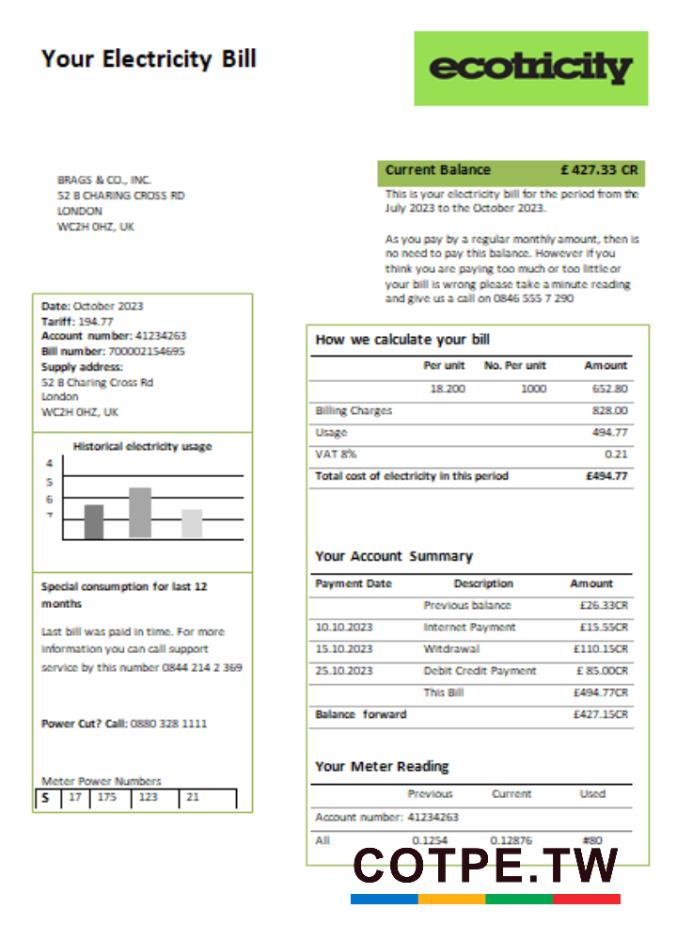 Your Electricity Bill
ecotricity
BRAGS & CO., INC.
52 B CHARING CROSS RD
LONDON
WC2H 0HZ, UK
Current Balance £ 427.33 CR
This is your electricity bill for the period from the
July 2023 to the October 2023.
As you pay by a regular monthly amount, then is
no need to pay this balance. However if you
think you are paying too much or too little or
your bill is wrong please take a minute reading
and give us a call on 0846 555 7 290
Date: October 2023
Tariff: 194.77
Account number: 41234263
Bill number: 700002154695
Supply address:
52 B Charing Cross Rd
London
WC2H 0HZ, UK
Historical electricity usage
4
5
6
7
Special consumption for last 12
months
Last bill was paid in time. For more
information you can call support
service by this number 0844 214 2 369
Power Cut? Call: 0880 328 1111
Meter Power Numbers
S 17 175 123 21
How we calculate your bill
Per unit No. Per unit Amount
18.200 1000 652.80
Billing Charges 828.00
Usage 494.77
VAT 8% 0.21
Total cost of electricity in this period £494.77
Your Account Summary
Payment Date Description Amount
Previous balance £26.33CR
10.10.2023 Internet Payment £15.55CR
15.10.2023 Witdrawal £110.15CR
25.10.2023 Debit Credit Payment £ 85.00CR
This Bill £494.77CR
Balance forward £427.15CR
Your Meter Reading
Previous Current Used
Account number: 41234263
All 0.1254 0.12876 #80
COTPE.TW